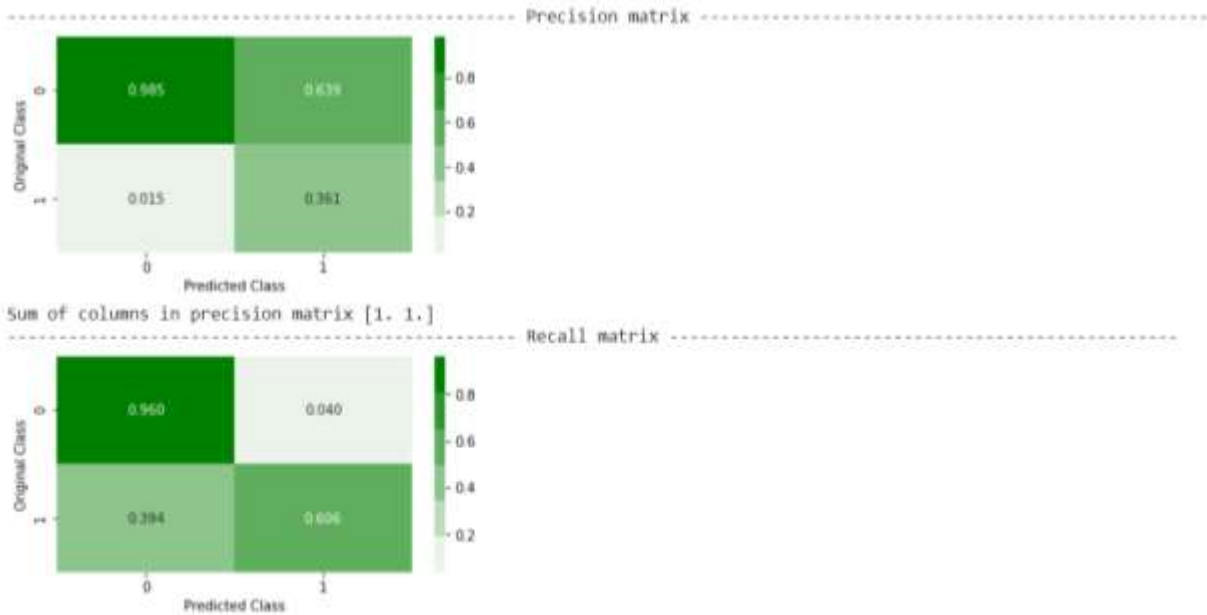 ---------- Precision matrix ----------
0.985 0.639
0.015 0.361
0 1
0 1
Original Class
Predicted Class
0.8
0.6
0.4
0.2
Sum of columns in precision matrix [1. 1.]
---------- Recall matrix ----------
0.960 0.040
0.394 0.606
0 1
0 1
Original Class
Predicted Class
0.8
0.6
0.4
0.2